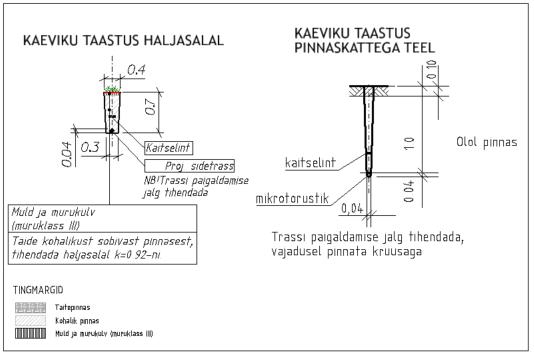 KAEVIKU TAASTUS HALJASALAL
0.4
0.7
0.04
0.3
Kaitselint
Proj sidetrass
NB!Trassi paigaldamise
jalg tihendada
Muld ja murukulv
(muruklass III)
Taide kohalikust sobivast pinnasest,
tihendada haljasalal k=0 92-ni
KAEVIKU TAASTUS
PINNASKATTEGA TEEL
0 10
1 0
Olol pinnas
kaitselint
mikrotorustik
0 04
0,04
Trassi paigaldamise jalg tihendada,
vajadusel pinnata kruusaga
TINGMARGID
Taitepinnas
Kohalik pinnas
Muld ja murukulv (muruklass III)